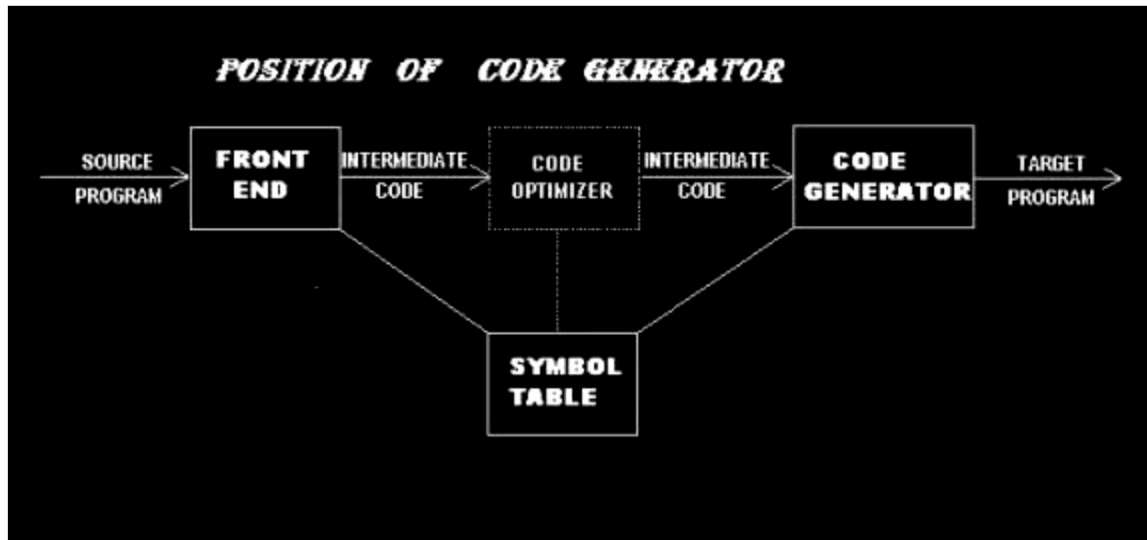 POSITION OF CODE GENERATOR
SOURCE
PROGRAM
FRONT
END
INTERMEDIATE
CODE
CODE
OPTIMIZER
INTERMEDIATE
CODE
CODE
GENERATOR
TARGET
PROGRAM
SYMBOL
TABLE